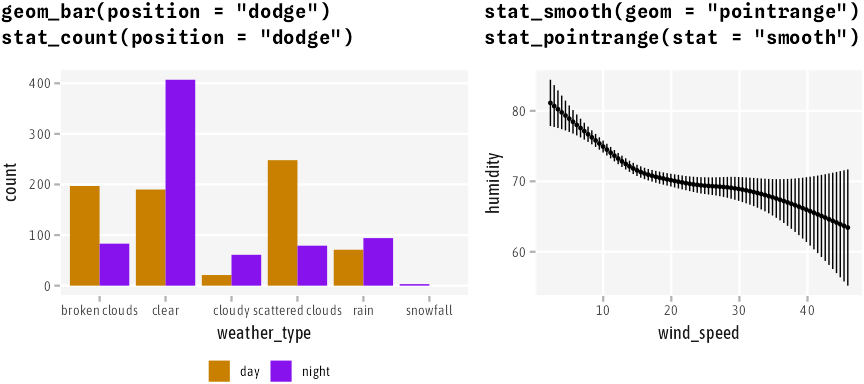 geom_bar(position = "dodge")
stat_count(position = "dodge")
400
300
200
100
0
count
broken clouds clear cloudy scattered clouds rain snowfall
weather_type
day night
stat_smooth(geom = "pointrange")
stat_pointrange(stat = "smooth")
80
70
60
humidity
10 20 30 40
wind_speed